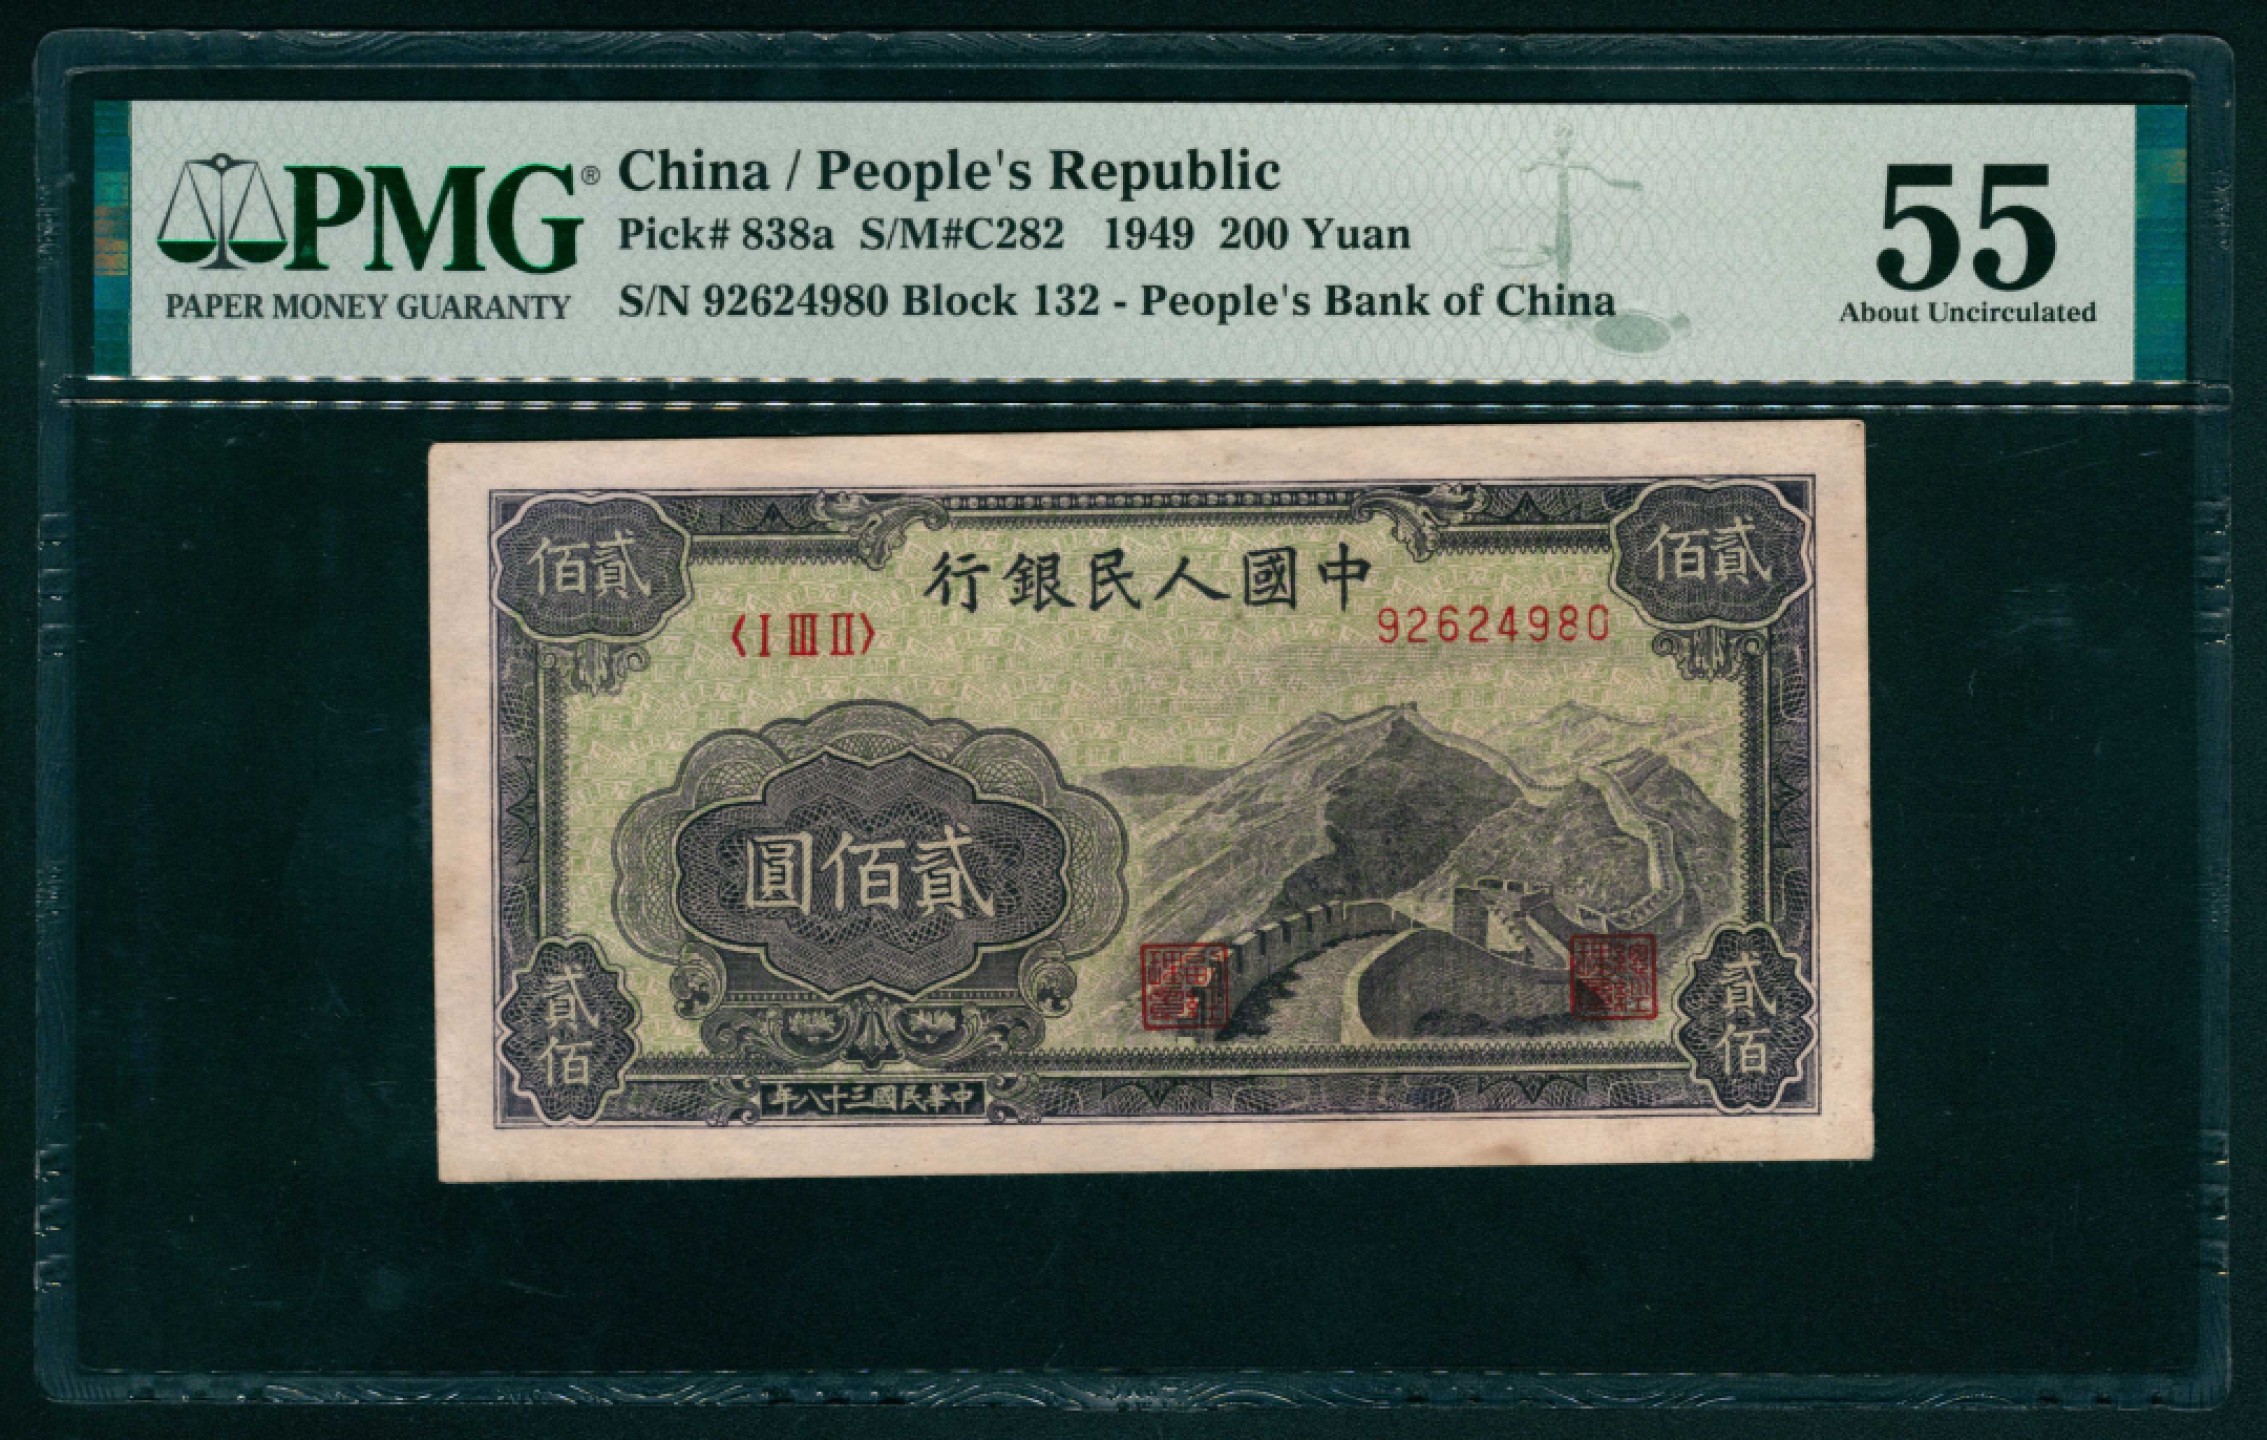 PMG®
PAPER MONEY GUARANTY
China / People's Republic
Pick# 838a S/M#C282 1949 200 Yuan
S/N 92624980 Block 132 - People's Bank of China
55
About Uncirculated
佰貳
行銀民人國中
佰貳
〈I III II〉
92624980
圓佰貳
貳佰
貳佰
年八十三國民華中